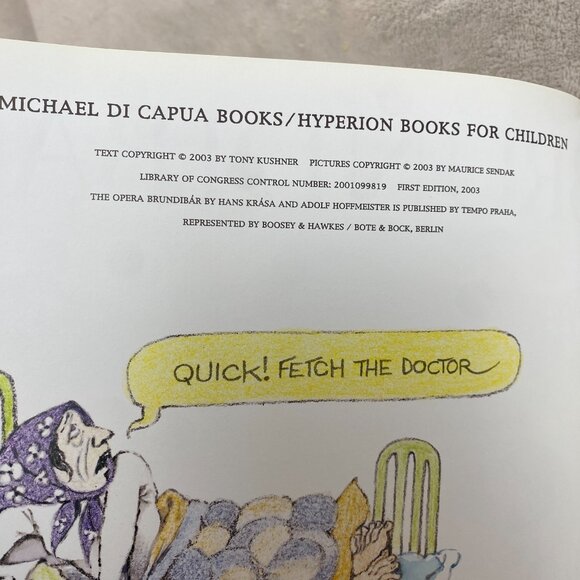 MICHAEL DI CAPUA BOOKS/HYPERION BOOKS FOR CHILDREN
TEXT COPYRIGHT © 2003 BY TONY KUSHNER PICTURES COPYRIGHT © 2003 BY MAURICE SENDAK
LIBRARY OF CONGRESS CONTROL NUMBER: 2001099819 FIRST EDITION, 2003
THE OPERA BRUNDIBÁR BY HANS KRÁSA AND ADOLF HOFFMEISTER IS PUBLISHED BY TEMPO PRAHA,
REPRESENTED BY BOOSEY & HAWKES / BOTE & BOCK, BERLIN
QUICK! FETCH THE DOCTOR